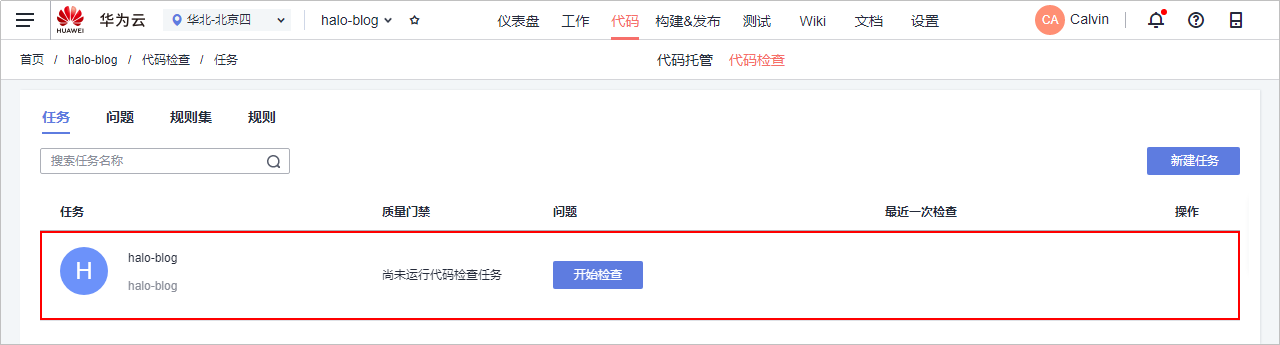 HUAWEI 华为云 华北-北京四 halo-blog 仪表盘 工作 代码 构建&发布 测试 Wiki 文档 设置 CA Calvin
首页 / halo-blog / 代码检查 / 任务 代码托管 代码检查
任务 问题 规则集 规则
搜索任务名称 新建任务
任务 质量门禁 问题 最近一次检查 操作
H halo-blog
尚未运行代码检查任务 开始检查
halo-blog